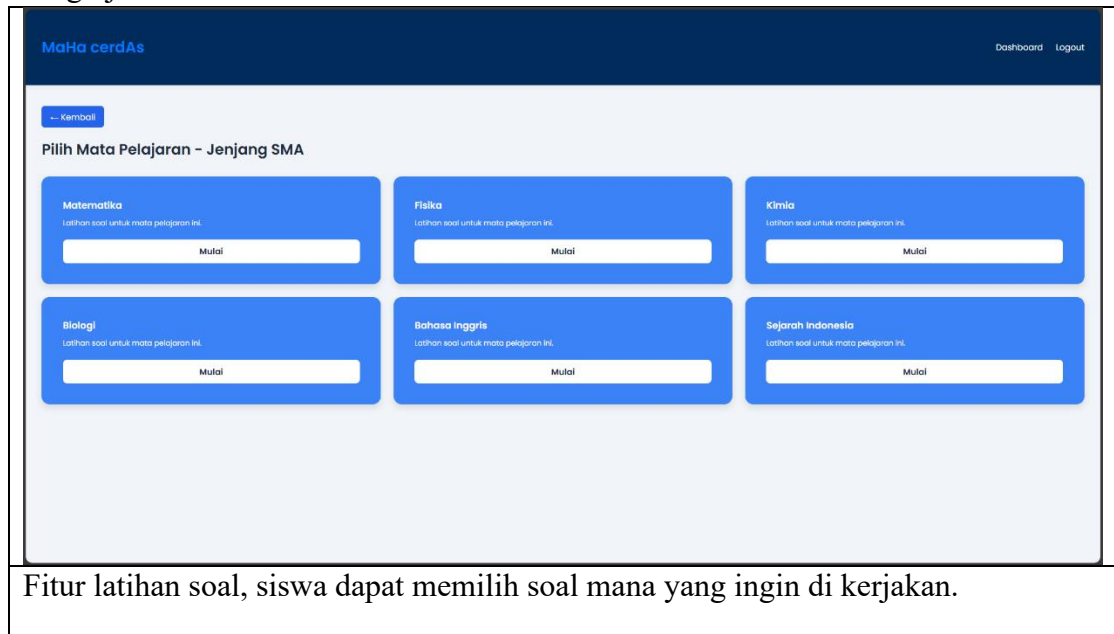 MaHa cerdAs
Dashboard Logout
← Kembali
Pilih Mata Pelajaran - Jenjang SMA
Matematika
Latihan soal untuk mata pelajaran ini.
Mulai
Fisika
Latihan soal untuk mata pelajaran ini.
Mulai
Kimia
Latihan soal untuk mata pelajaran ini.
Mulai
Biologi
Latihan soal untuk mata pelajaran ini.
Mulai
Bahasa Inggris
Latihan soal untuk mata pelajaran ini.
Mulai
Sejarah Indonesia
Latihan soal untuk mata pelajaran ini.
Mulai
Fitur latihan soal, siswa dapat memilih soal mana yang ingin di kerjakan.